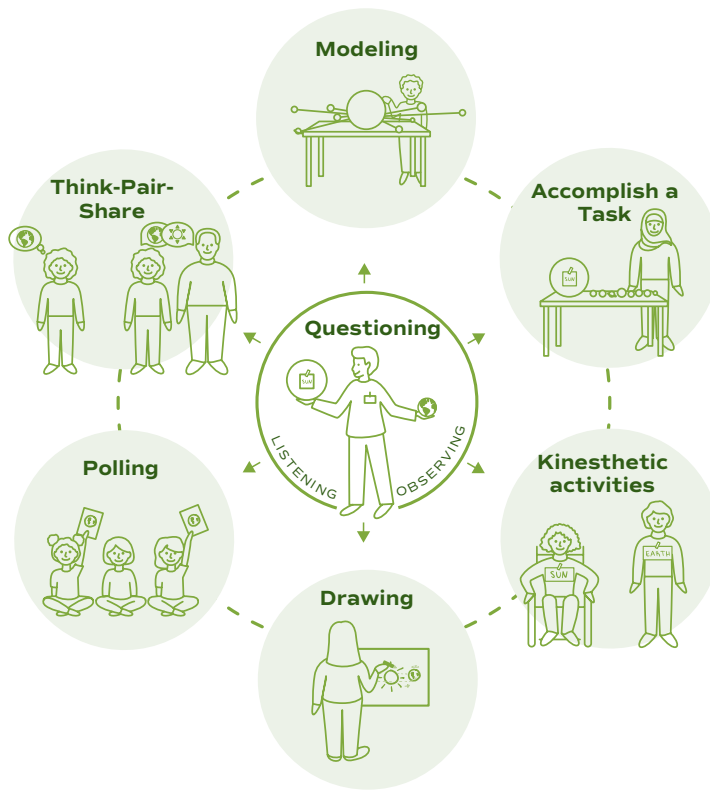 Modeling
Think-Pair-
Share
Accomplish a
Task
SUN
Questioning
SUN
LISTENING
OBSERVING
Polling
Kinesthetic
activities
SUN
EARTH
Drawing